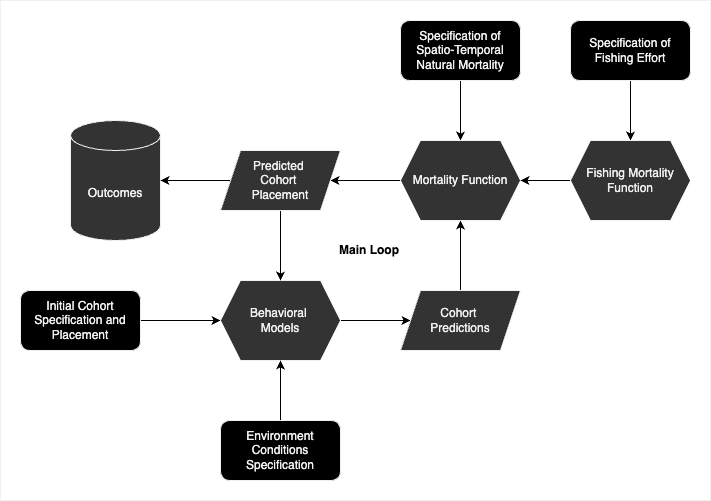 Specification of
Spatio-Temporal
Natural Mortality
Specification of
Fishing Effort
Outcomes
Predicted
Cohort
Placement
Mortality Function
Fishing Mortality
Function
Main Loop
Initial Cohort
Specification and
Placement
Behavioral
Models
Cohort
Predictions
Environment
Conditions
Specification